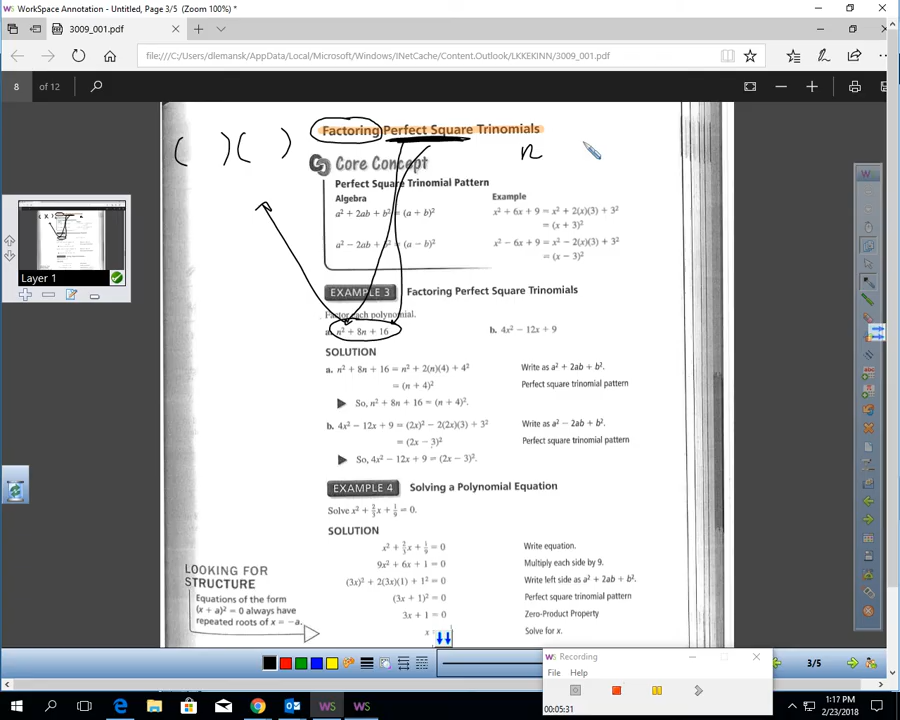 WorkSpace Annotation - Untitled, Page 3/5 (Zoom 100%) *
3009_001.pdf
file:///C:/Users/dlemansk/AppData/Local/Microsoft/Windows/INetCache/Content.Outlook/LKKEKINN/3009_001.pdf
8 of 12
Factoring Perfect Square Trinomials
( )( )
n
Core Concept
Perfect Square Trinomial Pattern
Algebra Example
a² + 2ab + b² = (a + b)² x² + 6x + 9 = x² + 2(x)(3) + 3²
= (x + 3)²
a² − 2ab + b² = (a − b)² x² − 6x + 9 = x² − 2(x)(3) + 3²
= (x − 3)²
Layer 1
EXAMPLE 3 Factoring Perfect Square Trinomials
Factor each polynomial.
a. n² + 8n + 16 b. 4x² − 12x + 9
SOLUTION
a. n² + 8n + 16 = n² + 2(n)(4) + 4² Write as a² + 2ab + b².
= (n + 4)² Perfect square trinomial pattern
So, n² + 8n + 16 = (n + 4)².
b. 4x² − 12x + 9 = (2x)² − 2(2x)(3) + 3² Write as a² − 2ab + b².
= (2x − 3)² Perfect square trinomial pattern
So, 4x² − 12x + 9 = (2x − 3)².
EXAMPLE 4 Solving a Polynomial Equation
Solve x² + 2/3x + 1/9 = 0.
SOLUTION
x² + 2/3x + 1/9 = 0 Write equation.
9x² + 6x + 1 = 0 Multiply each side by 9.
(3x)² + 2(3x)(1) + 1² = 0 Write left side as a² + 2ab + b².
(3x + 1)² = 0 Perfect square trinomial pattern
3x + 1 = 0 Zero-Product Property
x Solve for x.
LOOKING FOR
STRUCTURE
Equations of the form
(x + a)² = 0 always have
repeated roots of x = −a.
Recording
File Help
00:05:31
3/5
1:17 PM
2/23/2018